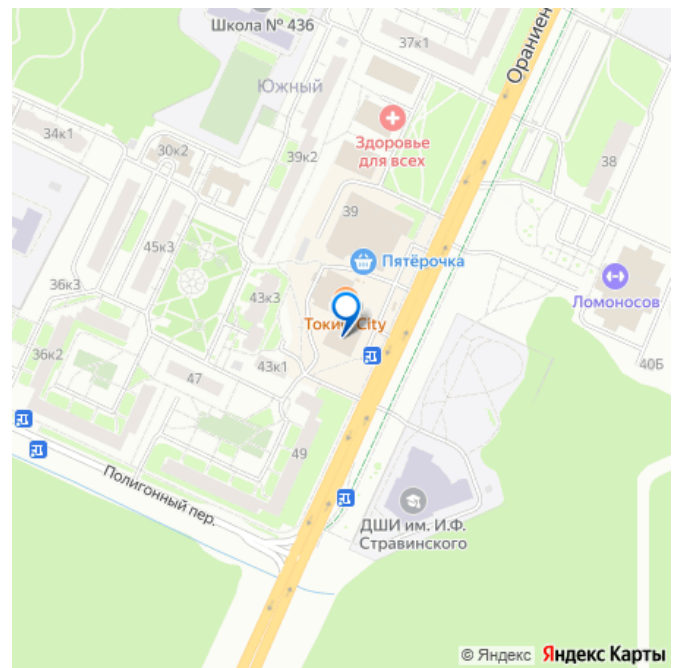 Школа № 436
37к1
Ораниен
Южный
34к1
30к2
Здоровье
для всех
39к2
38
39
45к3
Пятёрочка
36к3
43к3
Ломоносов
Токио City
36к2
43к1
40Б
47
49
Полигонный пер.
ДШИ им. И.Ф.
Стравинского
© Яндекс Яндекс Карты